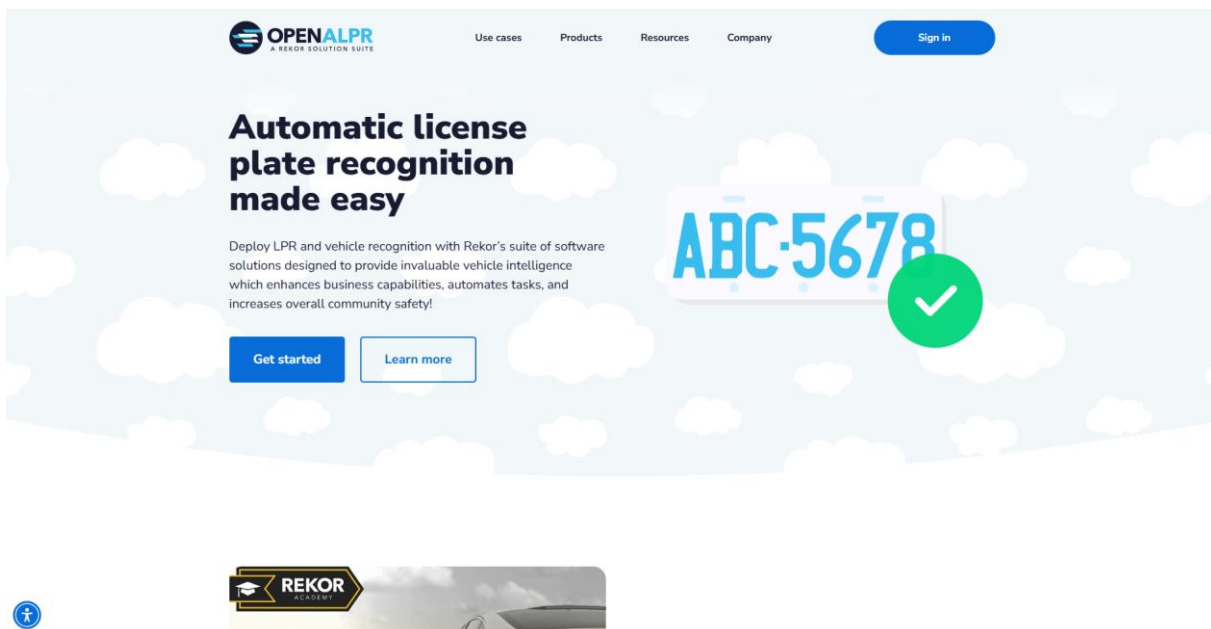 OPENALPR
A REKOR SOLUTION SUITE
Use cases
Products
Resources
Company
Sign in
Automatic license
plate recognition
made easy
Deploy LPR and vehicle recognition with Rekor’s suite of software
solutions designed to provide invaluable vehicle intelligence
which enhances business capabilities, automates tasks, and
increases overall community safety!
Get started
Learn more
ABC·5678
REKOR
ACADEMY